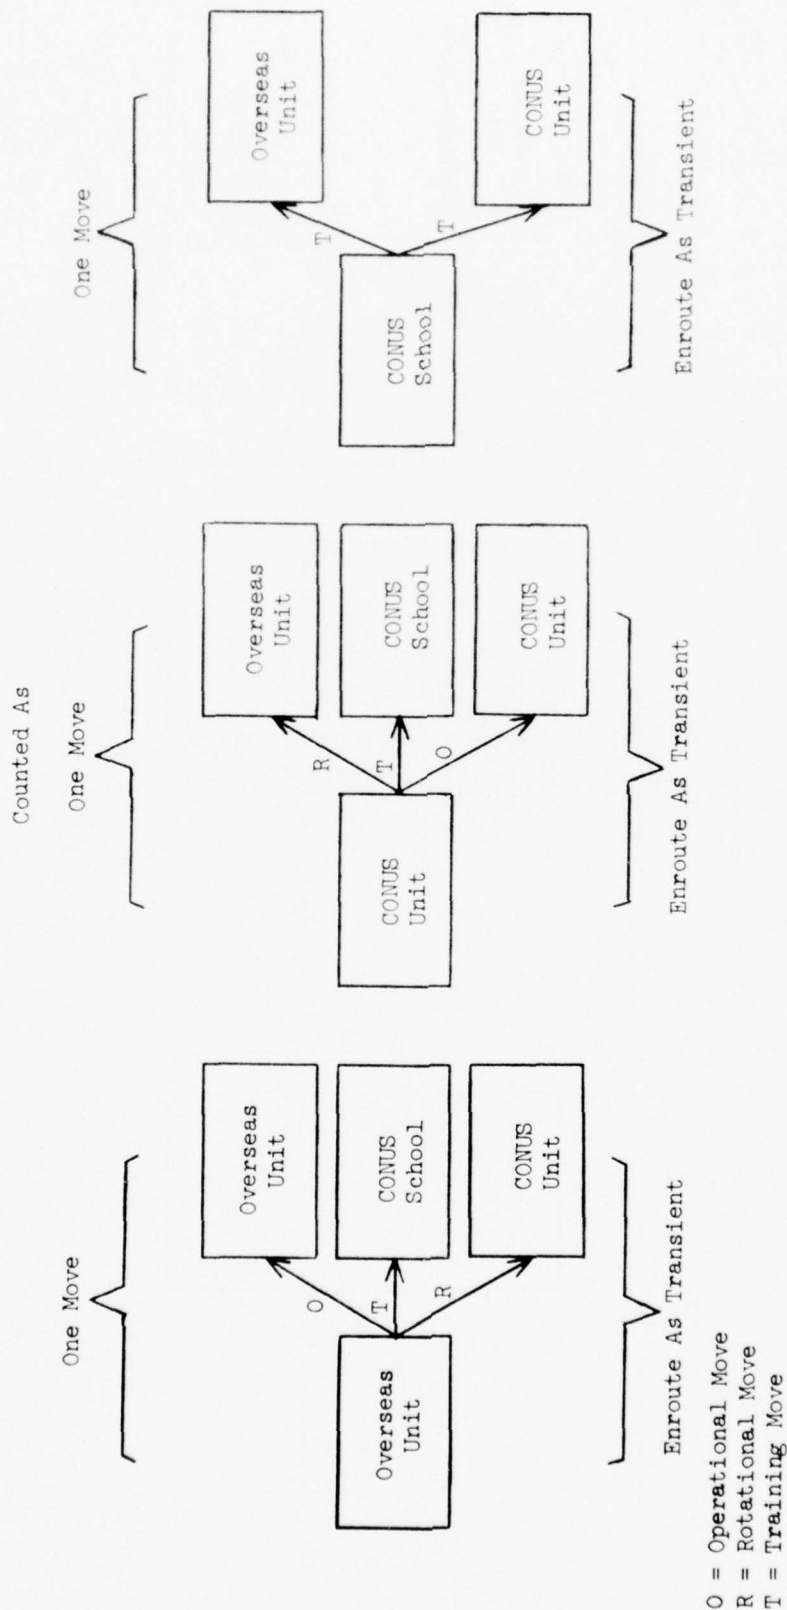 Counted As
One Move
One Move
One Move
Overseas
Unit
O
T
R
Overseas
Unit
CONUS
School
CONUS
Unit
Enroute As Transient
CONUS
Unit
R
T
O
Overseas
Unit
CONUS
School
CONUS
Unit
Enroute As Transient
CONUS
School
T
T
Overseas
Unit
CONUS
Unit
Enroute As Transient
O = Operational Move
R = Rotational Move
T = Training Move